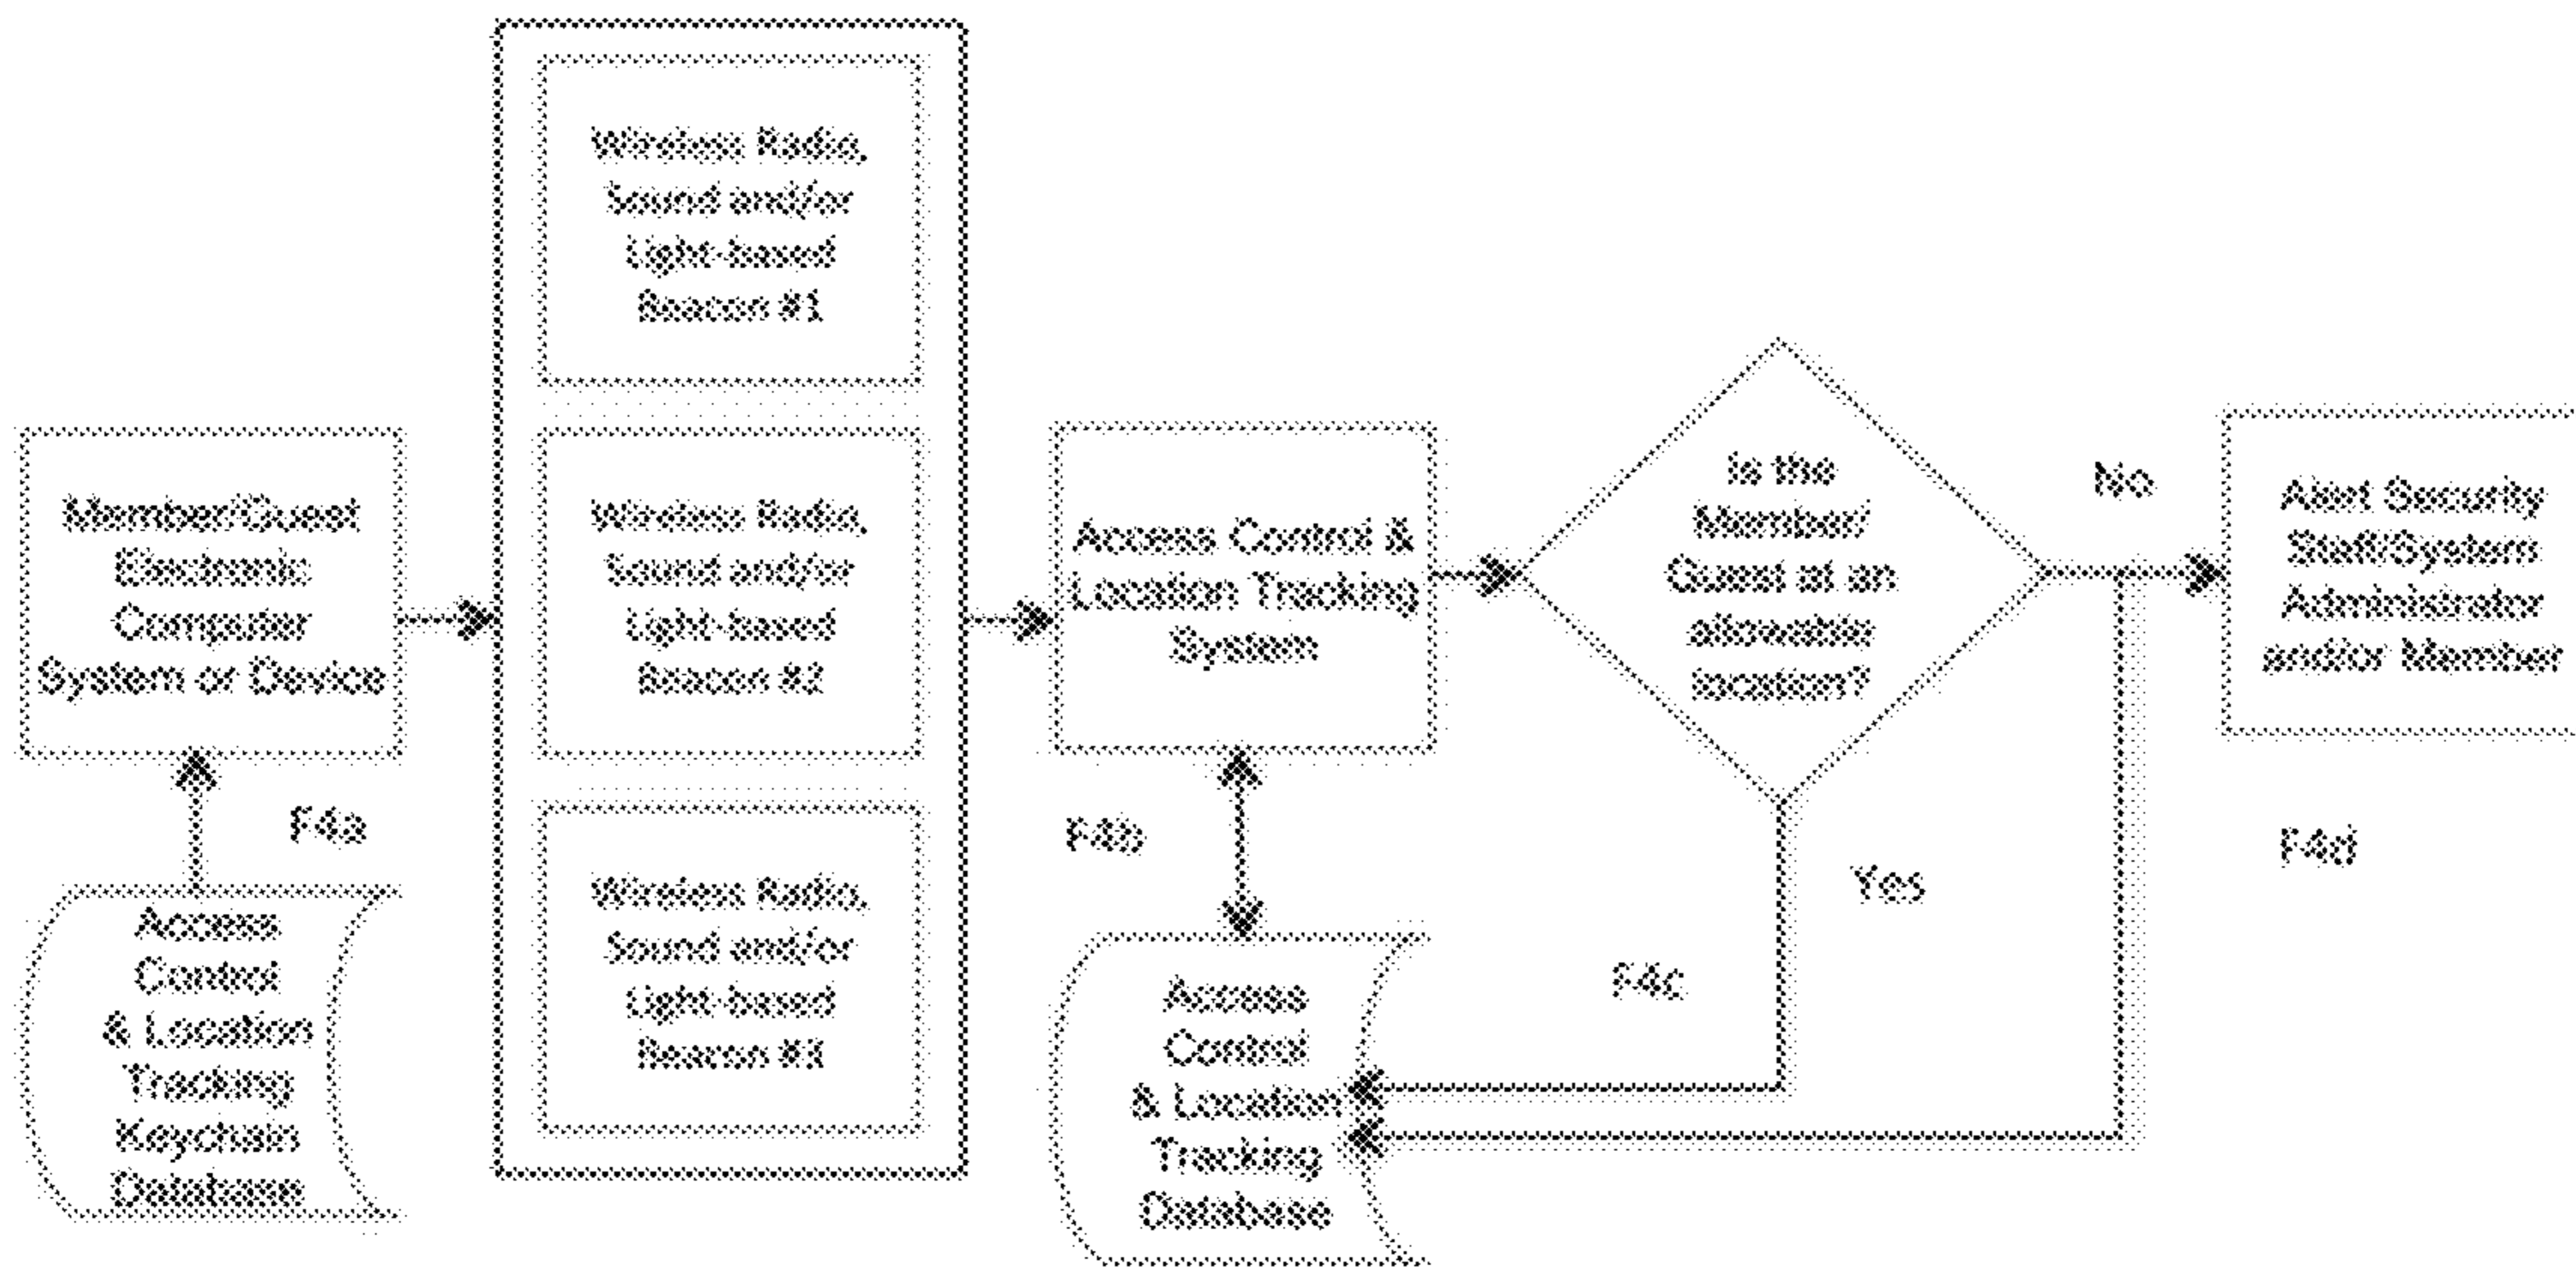 Wireless Radio,
Sound and/or
Light-based
Beacon #1
Member/Guest
Electronic
Computer
System or Device
Wireless Radio,
Sound and/or
Light-based
Beacon #2
Access Control &
Location Tracking
System
Is the
Member/
Guest at an
allowable
location?
No
Alert Security
Staff/System
Administrator
and/or Member
F4a
F4b
Yes
F4d
F4c
Access
Control
& Location
Tracking
Keychain
Database
Wireless Radio,
Sound and/or
Light-based
Beacon #3
Access
Control
& Location
Tracking
Database